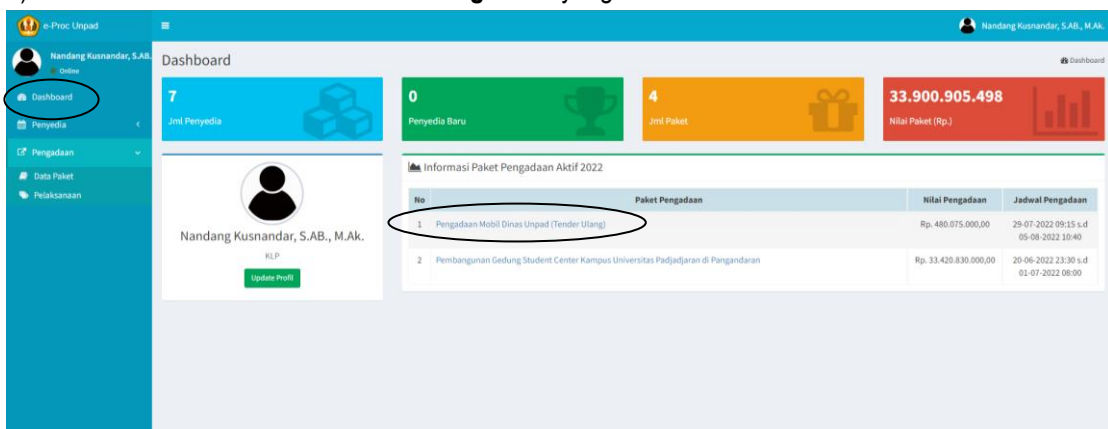 e-Proc Unpad
Nandang Kusnandar, S.AB., M.Ak.
Nandang Kusnandar, S.AB.
Online
Dashboard
Penyedia
Pengadaan
Data Paket
Pelaksanaan
Dashboard
Dashboard
7
Jml Penyedia
0
Penyedia Baru
4
Jml Paket
33.900.905.498
Nilai Paket (Rp.)
Nandang Kusnandar, S.AB., M.Ak.
KLP
Update Profil
Informasi Paket Pengadaan Aktif 2022
No Paket Pengadaan Nilai Pengadaan Jadwal Pengadaan
1 Pengadaan Mobil Dinas Unpad (Tender Ulang) Rp. 480.075.000,00 29-07-2022 09:15 s.d
05-08-2022 10:40
2 Pembangunan Gedung Student Center Kampus Universitas Padjadjaran di Pangandaran Rp. 33.420.830.000,00 20-06-2022 23:30 s.d
01-07-2022 08:00